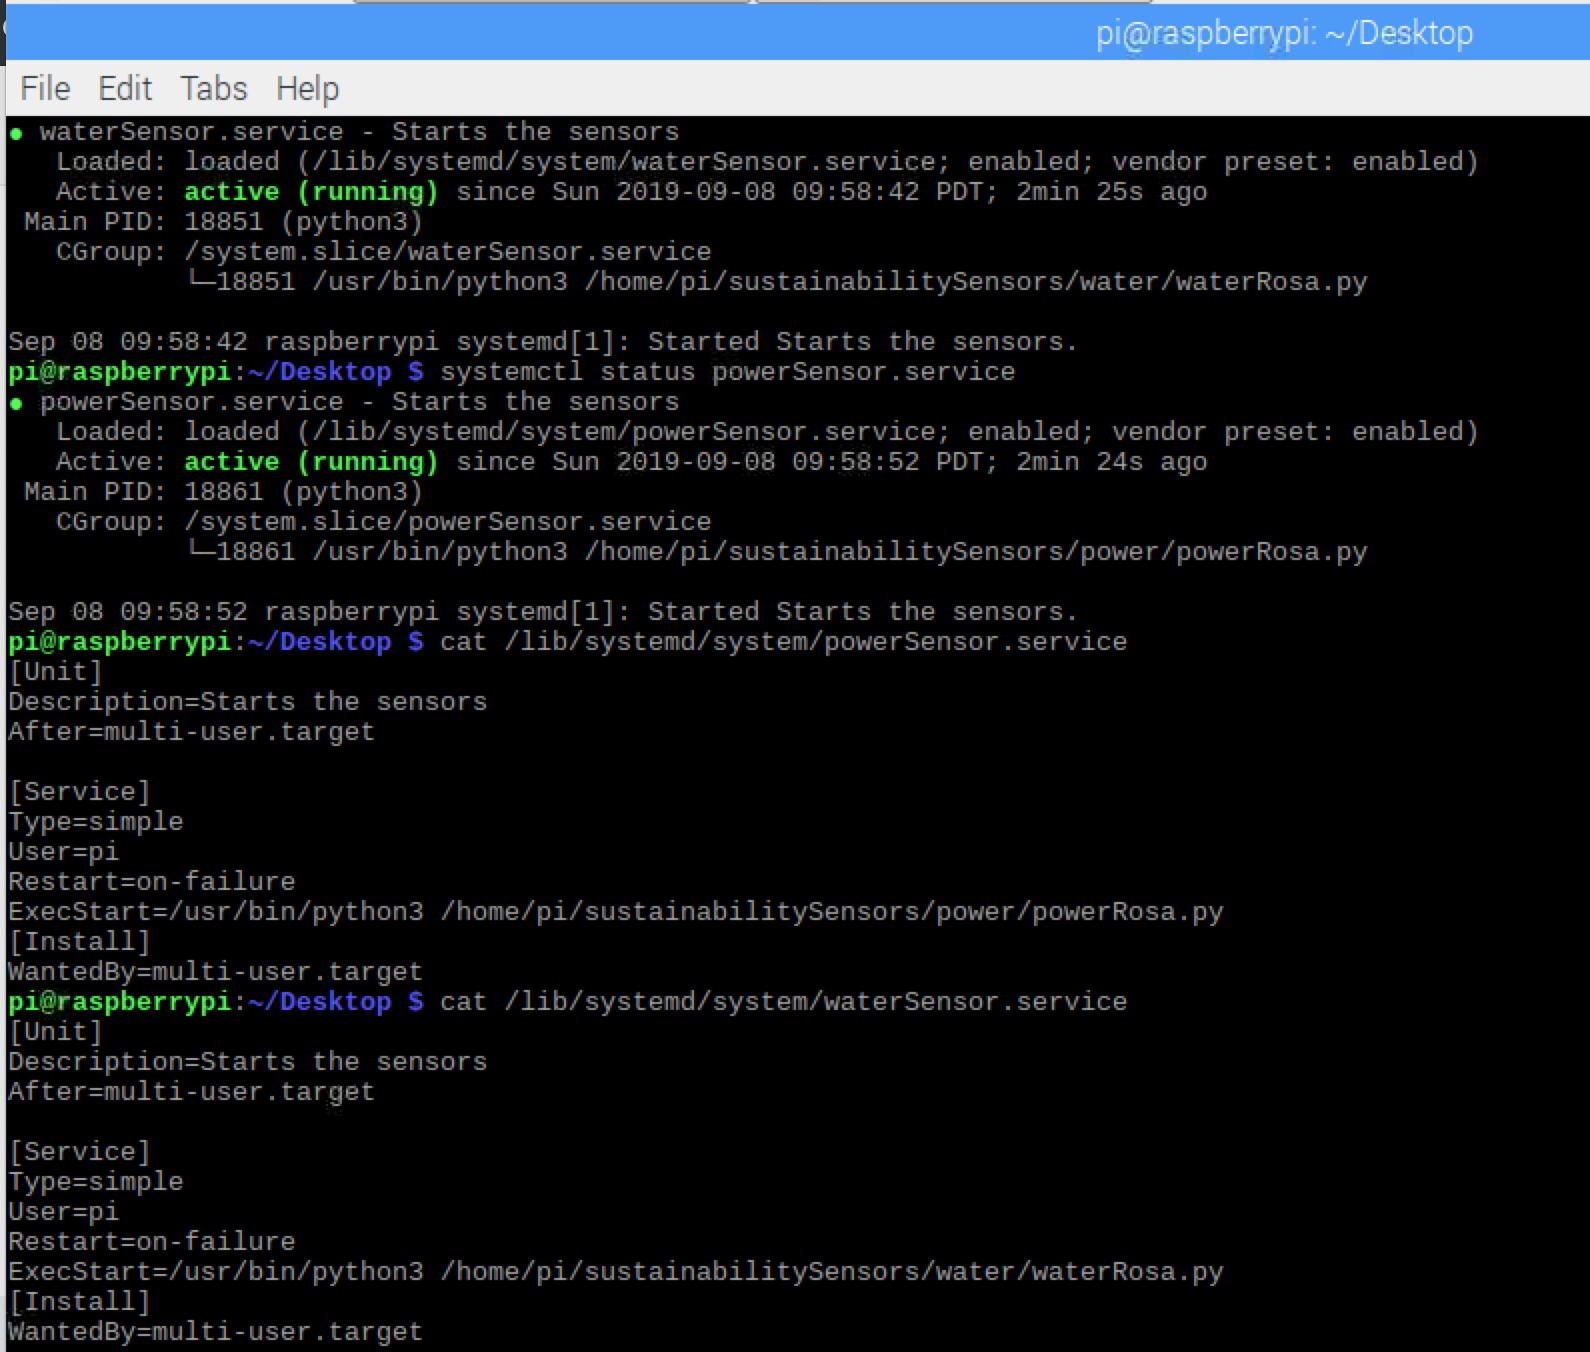 pi@raspberrypi: ~/Desktop
File Edit Tabs Help
● waterSensor.service - Starts the sensors
   Loaded: loaded (/lib/systemd/system/waterSensor.service; enabled; vendor preset: enabled)
   Active: active (running) since Sun 2019-09-08 09:58:42 PDT; 2min 25s ago
 Main PID: 18851 (python3)
   CGroup: /system.slice/waterSensor.service
           └─18851 /usr/bin/python3 /home/pi/sustainabilitySensors/water/waterRosa.py

Sep 08 09:58:42 raspberrypi systemd[1]: Started Starts the sensors.
pi@raspberrypi:~/Desktop $ systemctl status powerSensor.service
● powerSensor.service - Starts the sensors
   Loaded: loaded (/lib/systemd/system/powerSensor.service; enabled; vendor preset: enabled)
   Active: active (running) since Sun 2019-09-08 09:58:52 PDT; 2min 24s ago
 Main PID: 18861 (python3)
   CGroup: /system.slice/powerSensor.service
           └─18861 /usr/bin/python3 /home/pi/sustainabilitySensors/power/powerRosa.py

Sep 08 09:58:52 raspberrypi systemd[1]: Started Starts the sensors.
pi@raspberrypi:~/Desktop $ cat /lib/systemd/system/powerSensor.service
[Unit]
Description=Starts the sensors
After=multi-user.target

[Service]
Type=simple
User=pi
Restart=on-failure
ExecStart=/usr/bin/python3 /home/pi/sustainabilitySensors/power/powerRosa.py
[Install]
WantedBy=multi-user.target
pi@raspberrypi:~/Desktop $ cat /lib/systemd/system/waterSensor.service
[Unit]
Description=Starts the sensors
After=multi-user.target

[Service]
Type=simple
User=pi
Restart=on-failure
ExecStart=/usr/bin/python3 /home/pi/sustainabilitySensors/water/waterRosa.py
[Install]
WantedBy=multi-user.target